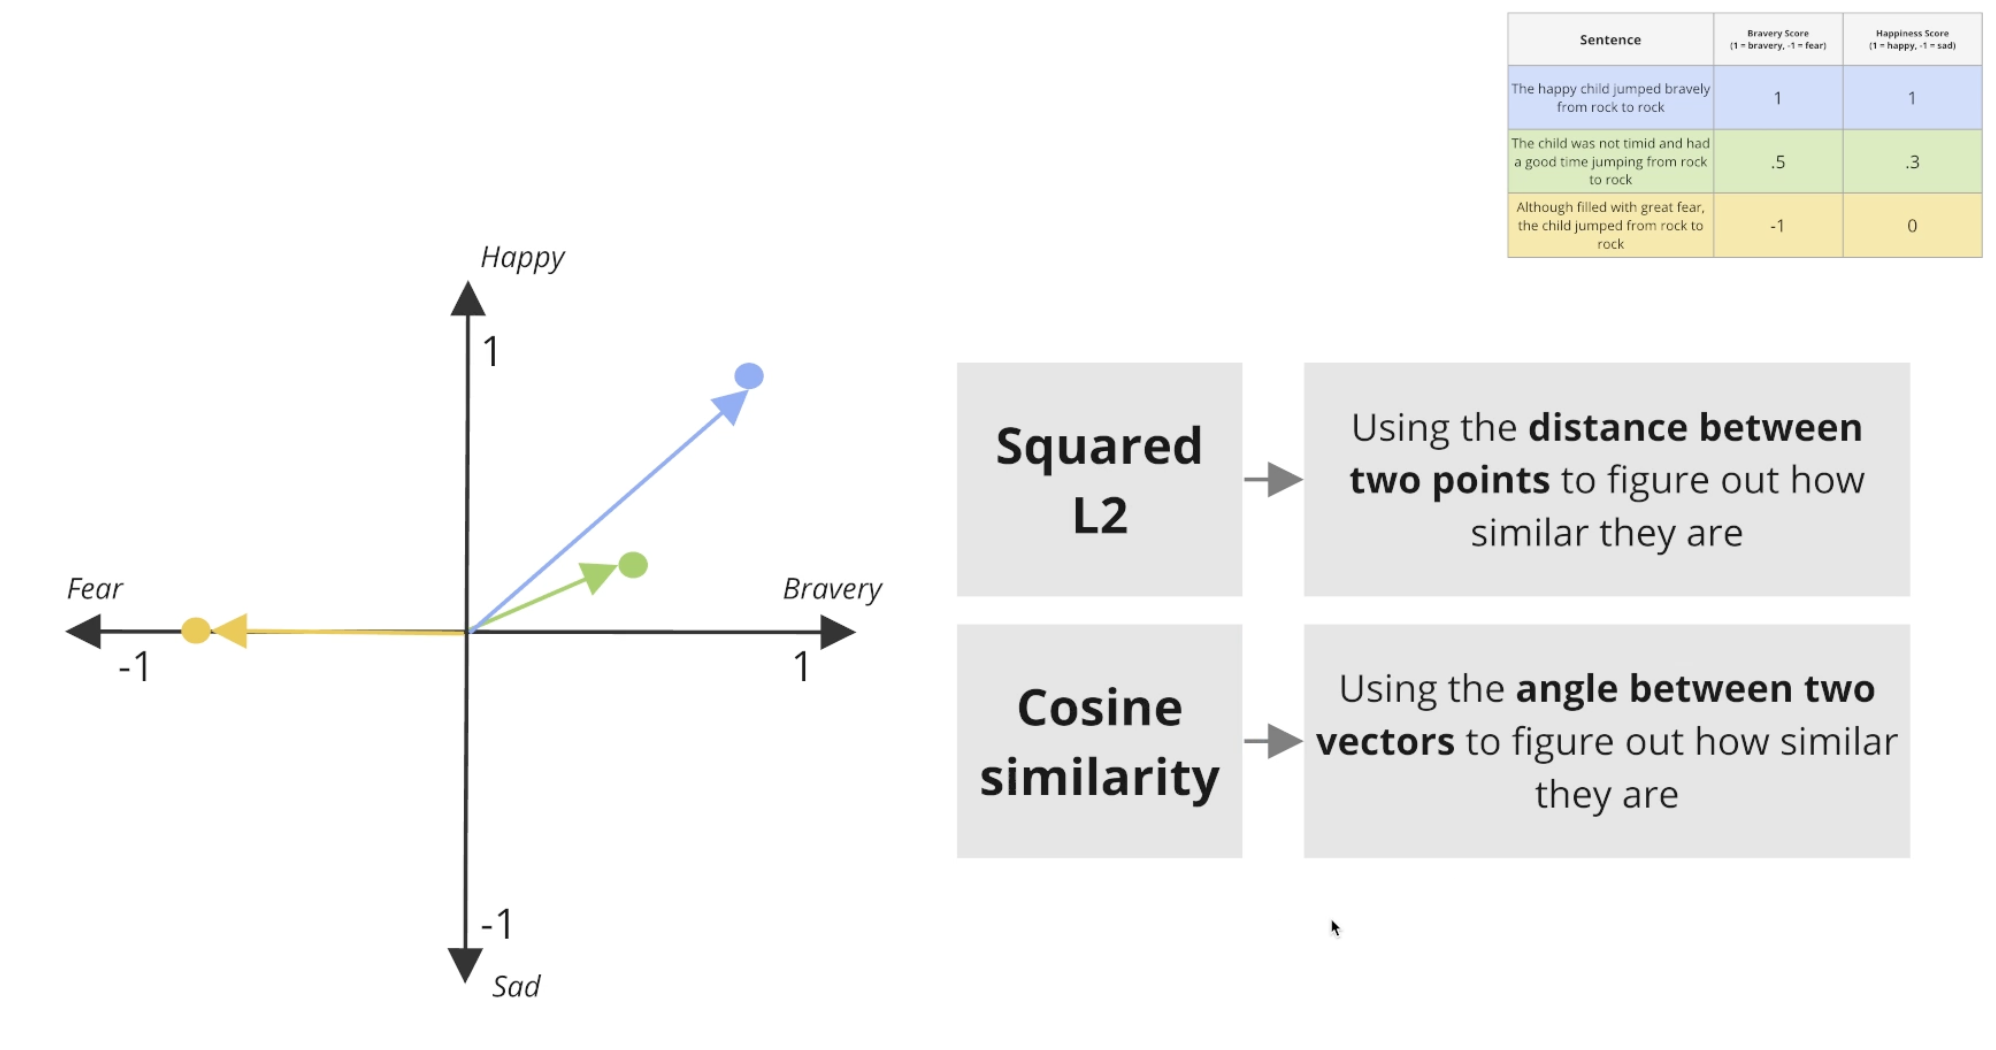 Sentence
Bravery Score
(1 = bravery, -1 = fear)
Happiness Score
(1 = happy, -1 = sad)
The happy child jumped bravely
from rock to rock
1
1
The child was not timid and had
a good time jumping from rock
to rock
.5
.3
Although filled with great fear,
the child jumped from rock to
rock
-1
0
Happy
1
Fear
Bravery
-1
1
-1
Sad
Squared
L2
Using the distance between
two points to figure out how
similar they are
Cosine
similarity
Using the angle between two
vectors to figure out how similar
they are